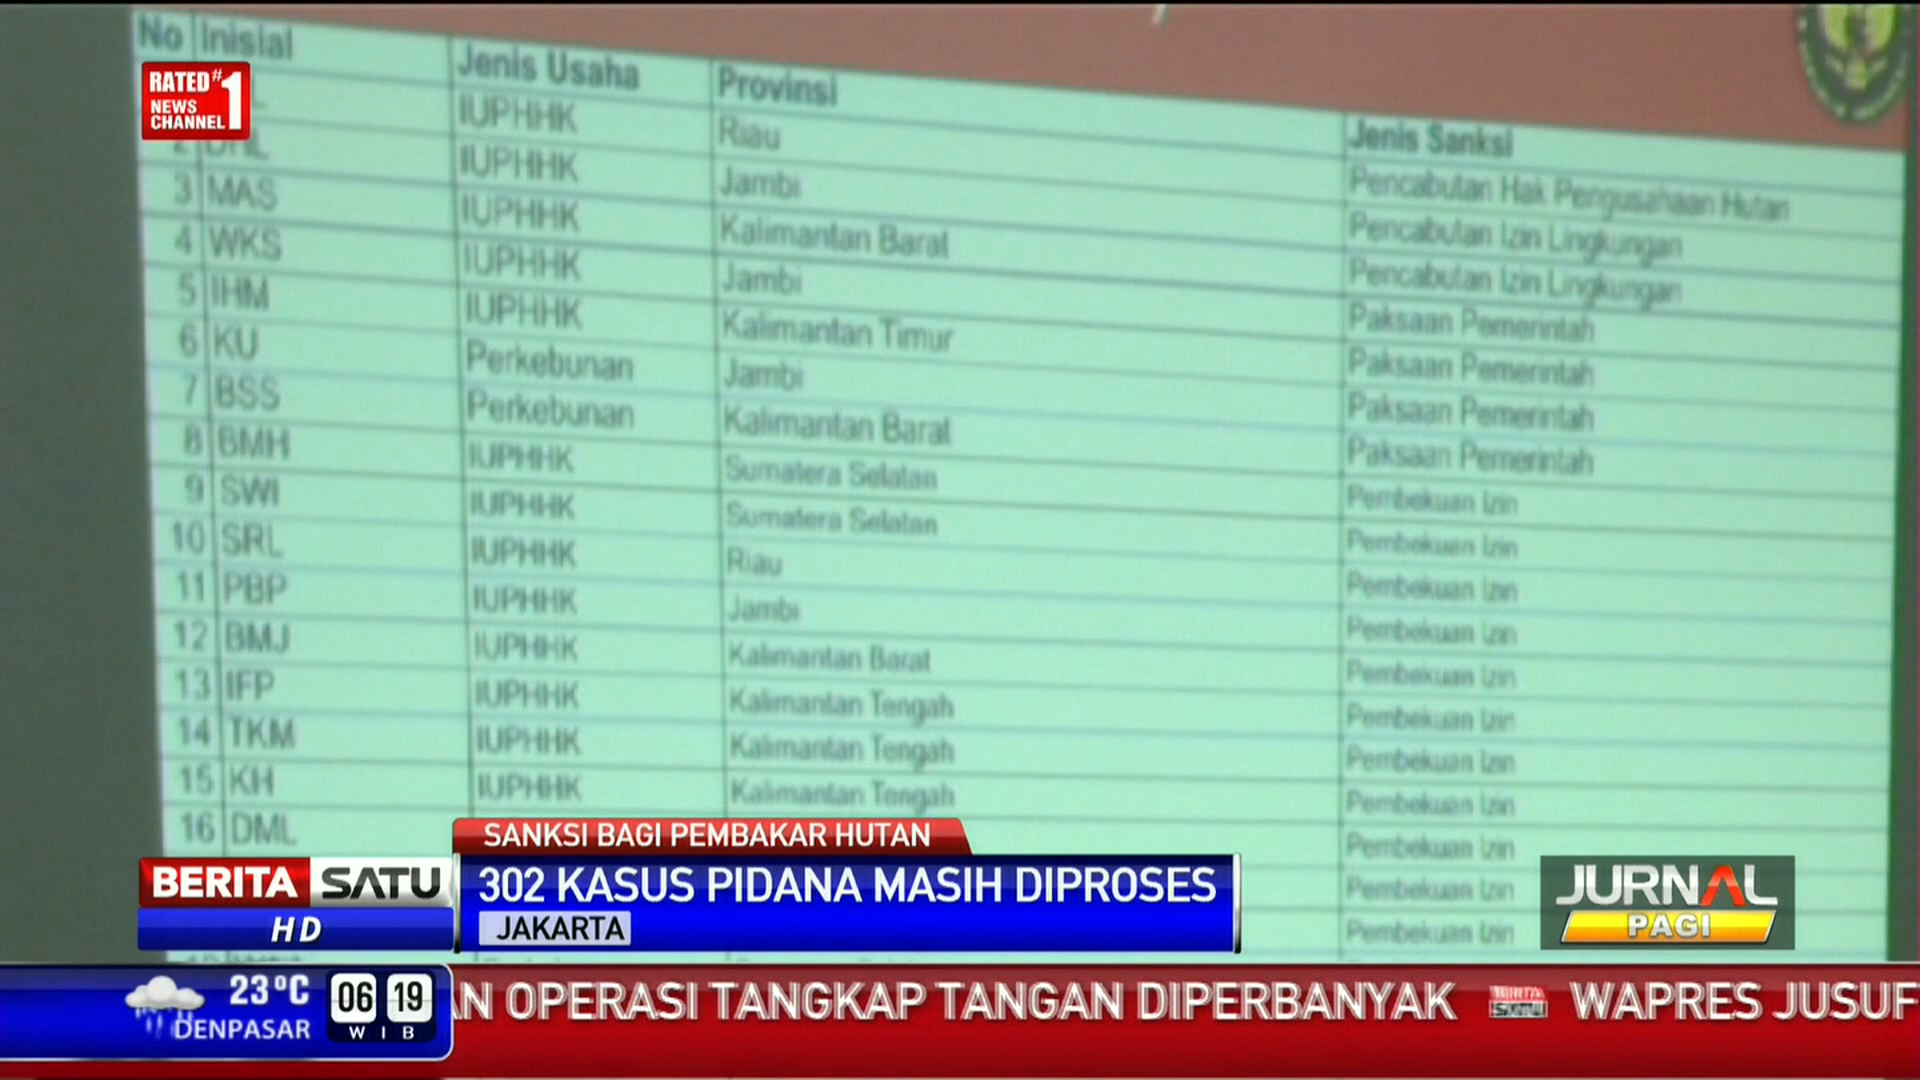 No Inisial Jenis Usaha Provinsi Jenis Sanksi
IUPHHK Riau Pencabutan Hak Pengusahaan Hutan
2 DHL IUPHHK Jambi Pencabutan Izin Lingkungan
3 MAS IUPHHK Kalimantan Barat Pencabutan Izin Lingkungan
4 WKS IUPHHK Jambi Paksaan Pemerintah
5 IHM IUPHHK Kalimantan Timur Paksaan Pemerintah
6 KU Perkebunan Jambi Paksaan Pemerintah
7 BSS Perkebunan Kalimantan Barat Paksaan Pemerintah
8 BMH IUPHHK Sumatera Selatan Pembekuan Izin
9 SWI IUPHHK Sumatera Selatan Pembekuan Izin
10 SRL IUPHHK Riau Pembekuan Izin
11 PBP IUPHHK Jambi Pembekuan Izin
12 BMJ IUPHHK Kalimantan Barat Pembekuan Izin
13 IFP IUPHHK Kalimantan Tengah Pembekuan Izin
14 TKM IUPHHK Kalimantan Tengah Pembekuan Izin
15 KH IUPHHK Kalimantan Tengah Pembekuan Izin
16 DML Pembekuan Izin
Pembekuan Izin
Pembekuan Izin
RATED #1
NEWS
CHANNEL
SANKSI BAGI PEMBAKAR HUTAN
302 KASUS PIDANA MASIH DIPROSES
JAKARTA
BERITA SATU
HD
JURNAL
PAGI
23°C
DENPASAR
06 19
WIB
AN OPERASI TANGKAP TANGAN DIPERBANYAK BERITA SATU WAPRES JUSUF